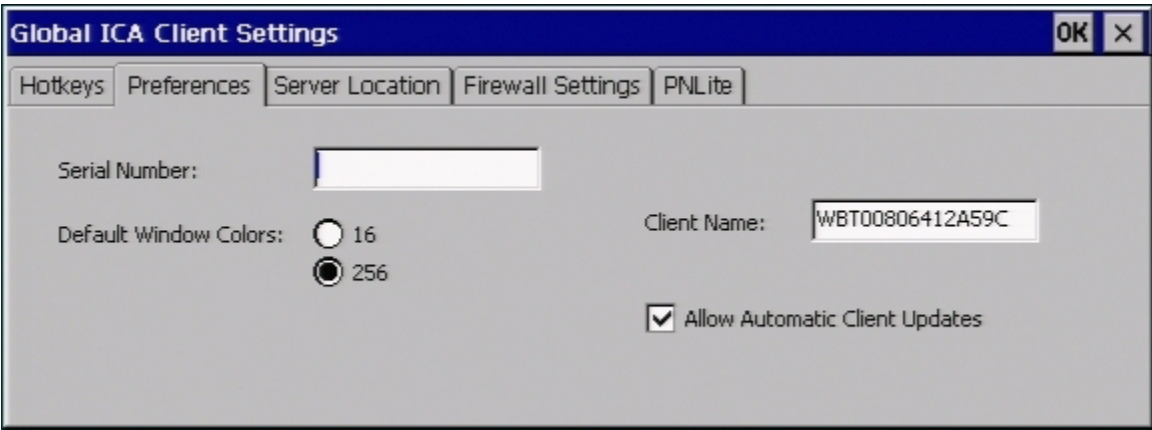 Global ICA Client Settings OK ×
Hotkeys Preferences Server Location Firewall Settings PNLite
Serial Number:
Client Name: WBT00806412A59C
Default Window Colors: 16
256
Allow Automatic Client Updates